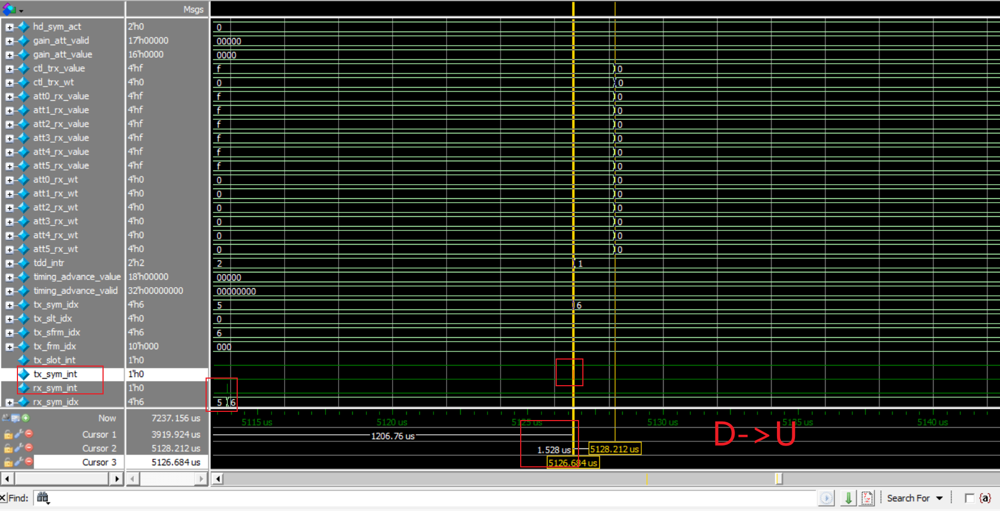 Msgs
hd_sym_act 2'h0 0
gain_att_valid 17'h00000 00000
gain_att_value 16'h0000 0000
ctl_trx_value 4'hf f 0
ctl_trx_wt 4'h0 0 0
att0_rx_value 4'hf f 0
att1_rx_value 4'hf f 0
att2_rx_value 4'hf f 0
att3_rx_value 4'hf f 0
att4_rx_value 4'hf f 0
att5_rx_value 4'hf f 0
att0_rx_wt 4'h0 0 0
att1_rx_wt 4'h0 0 0
att2_rx_wt 4'h0 0 0
att3_rx_wt 4'h0 0 0
att4_rx_wt 4'h0 0 0
att5_rx_wt 4'h0 0 0
tdd_intr 2'h2 2 1
timing_advance_value 18'h00000 00000
timing_advance_valid 32'h00000000 00000000
tx_sym_idx 4'h6 5 6
tx_slt_idx 4'h0 0
tx_sfrm_idx 4'h6 6
tx_frm_idx 10'h000 000
tx_slot_int 1'h0
tx_sym_int 1'h0
rx_sym_int 1'h0
rx_sym_idx 4'h6 5 6
Now 7237.156 us 5115 us 5120 us 5125 us 5130 us 5135 us 5140 us
Cursor 1 3919.924 us 1206.76 us
D->U
Cursor 2 5128.212 us 1.528 us 5128.212 us
Cursor 3 5126.684 us 5126.684 us
Find: Search For {a}